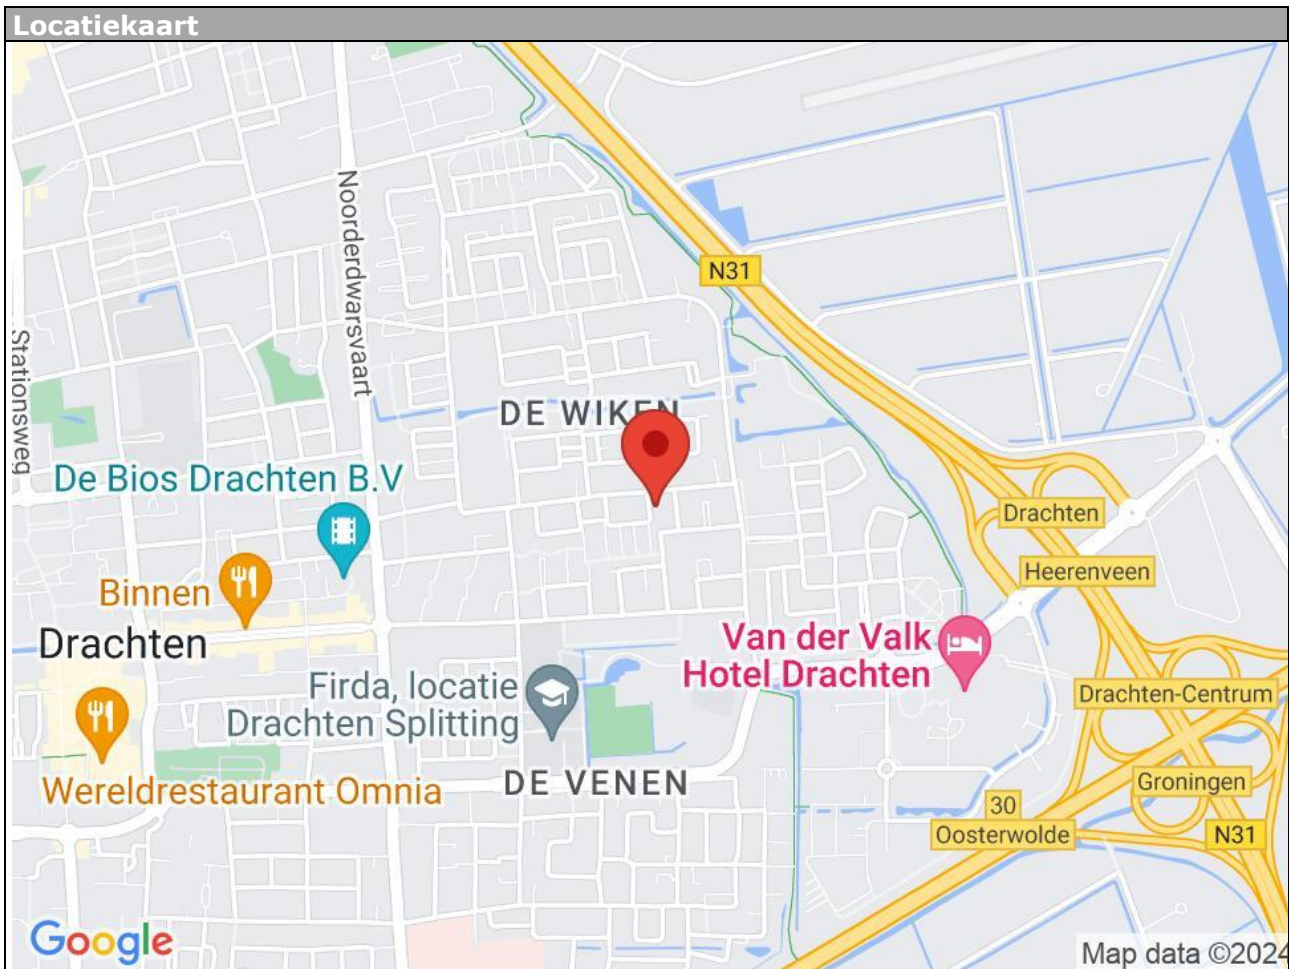 Locatiekaart
Noorderdwarsvaart
N31
Stationsweg
DE WIKEN
De Bios Drachten B.V
Drachten
Heerenveen
Binnen
Drachten
Van der Valk
Hotel Drachten
Firda, locatie
Drachten Splitting
Drachten-Centrum
Wereldrestaurant Omnia
DE VENEN
Groningen
30
Oosterwolde
N31
Google
Map data ©2024